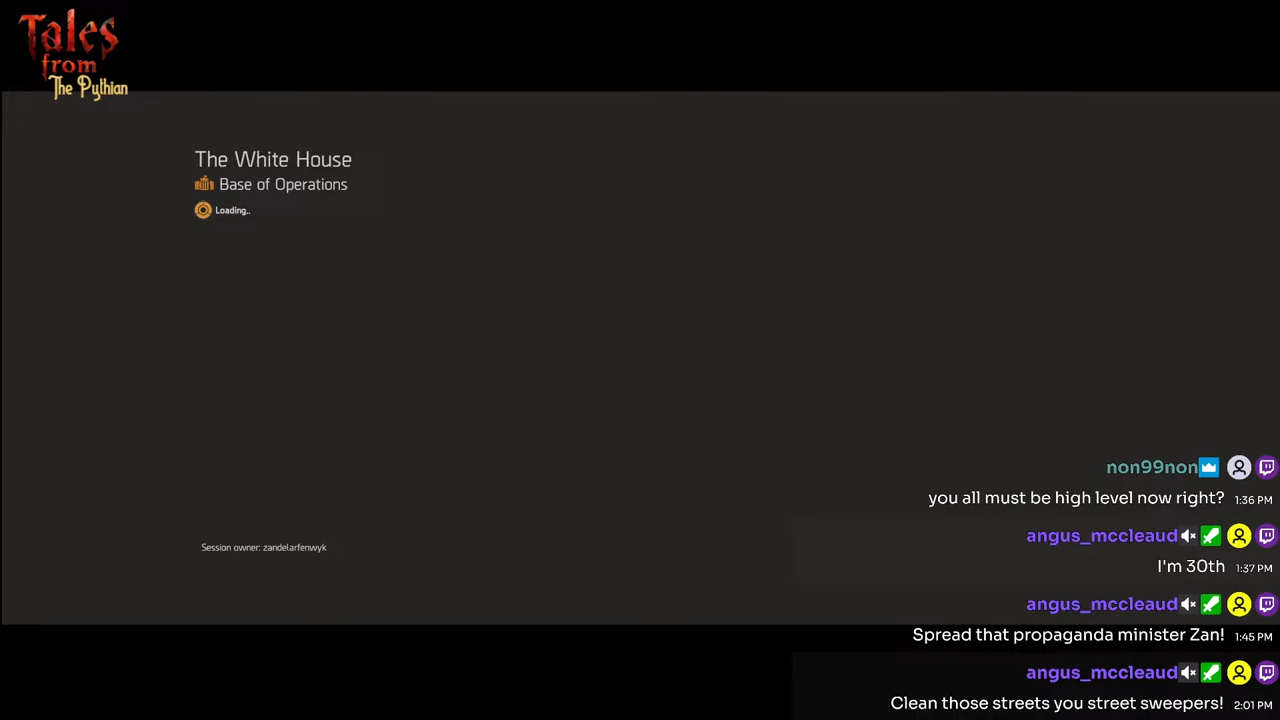 Tales
from
The Pythian
The White House
Base of Operations
Loading..
non99non
you all must be high level now right? 1:36 PM
angus_mccleaud
I'm 30th 1:37 PM
Session owner: zandelarfenwyk
angus_mccleaud
Spread that propaganda minister Zan! 1:45 PM
angus_mccleaud
Clean those streets you street sweepers! 2:01 PM